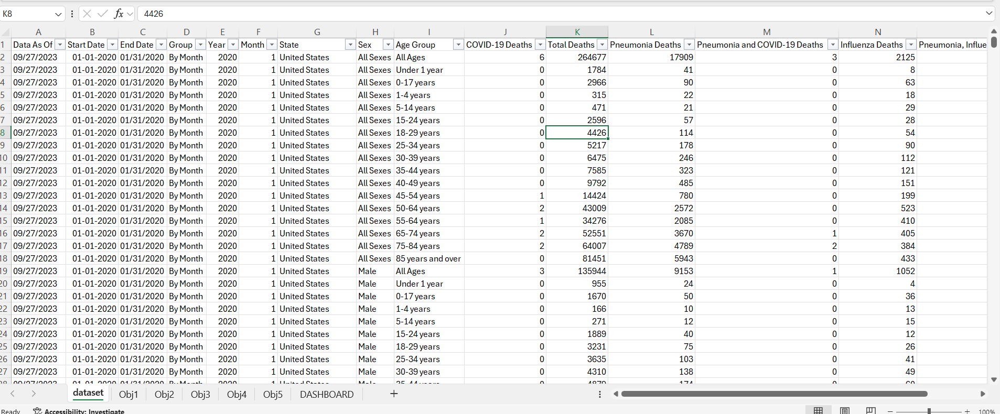 K8 fx 4426
A B C D E F G H I J K L M N
1 Data As Of Start Date End Date Group Year Month State Sex Age Group COVID-19 Deaths Total Deaths Pneumonia Deaths Pneumonia and COVID-19 Deaths Influenza Deaths Pneumonia, Influe
2 09/27/2023 01-01-2020 01/31/2020 By Month 2020 1 United States All Sexes All Ages 6 264677 17909 3 2125
3 09/27/2023 01-01-2020 01/31/2020 By Month 2020 1 United States All Sexes Under 1 year 0 1784 41 0 8
4 09/27/2023 01-01-2020 01/31/2020 By Month 2020 1 United States All Sexes 0-17 years 0 2966 90 0 63
5 09/27/2023 01-01-2020 01/31/2020 By Month 2020 1 United States All Sexes 1-4 years 0 315 22 0 18
6 09/27/2023 01-01-2020 01/31/2020 By Month 2020 1 United States All Sexes 5-14 years 0 471 21 0 29
7 09/27/2023 01-01-2020 01/31/2020 By Month 2020 1 United States All Sexes 15-24 years 0 2596 57 0 28
8 09/27/2023 01-01-2020 01/31/2020 By Month 2020 1 United States All Sexes 18-29 years 0 4426 114 0 54
9 09/27/2023 01-01-2020 01/31/2020 By Month 2020 1 United States All Sexes 25-34 years 0 5217 178 0 90
10 09/27/2023 01-01-2020 01/31/2020 By Month 2020 1 United States All Sexes 30-39 years 0 6475 246 0 112
11 09/27/2023 01-01-2020 01/31/2020 By Month 2020 1 United States All Sexes 35-44 years 0 7585 323 0 121
12 09/27/2023 01-01-2020 01/31/2020 By Month 2020 1 United States All Sexes 40-49 years 0 9792 485 0 151
13 09/27/2023 01-01-2020 01/31/2020 By Month 2020 1 United States All Sexes 45-54 years 1 14424 780 0 199
14 09/27/2023 01-01-2020 01/31/2020 By Month 2020 1 United States All Sexes 50-64 years 2 43009 2572 0 523
15 09/27/2023 01-01-2020 01/31/2020 By Month 2020 1 United States All Sexes 55-64 years 1 34276 2085 0 410
16 09/27/2023 01-01-2020 01/31/2020 By Month 2020 1 United States All Sexes 65-74 years 2 52551 3670 1 405
17 09/27/2023 01-01-2020 01/31/2020 By Month 2020 1 United States All Sexes 75-84 years 2 64007 4789 2 384
18 09/27/2023 01-01-2020 01/31/2020 By Month 2020 1 United States All Sexes 85 years and over 0 81451 5943 0 433
19 09/27/2023 01-01-2020 01/31/2020 By Month 2020 1 United States Male All Ages 3 135944 9153 1 1052
20 09/27/2023 01-01-2020 01/31/2020 By Month 2020 1 United States Male Under 1 year 0 955 24 0 4
21 09/27/2023 01-01-2020 01/31/2020 By Month 2020 1 United States Male 0-17 years 0 1670 50 0 36
22 09/27/2023 01-01-2020 01/31/2020 By Month 2020 1 United States Male 1-4 years 0 166 10 0 13
23 09/27/2023 01-01-2020 01/31/2020 By Month 2020 1 United States Male 5-14 years 0 271 12 0 15
24 09/27/2023 01-01-2020 01/31/2020 By Month 2020 1 United States Male 15-24 years 0 1889 40 0 12
25 09/27/2023 01-01-2020 01/31/2020 By Month 2020 1 United States Male 18-29 years 0 3231 75 0 26
26 09/27/2023 01-01-2020 01/31/2020 By Month 2020 1 United States Male 25-34 years 0 3635 103 0 41
27 09/27/2023 01-01-2020 01/31/2020 By Month 2020 1 United States Male 30-39 years 0 4310 138 0 49
dataset Obj1 Obj2 Obj3 Obj4 Obj5 DASHBOARD +
Ready Accessibility: Investigate 100%